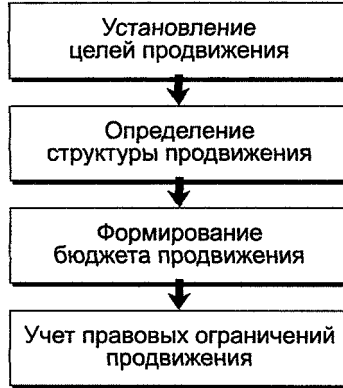 Установление
целей продвижения
Определение
структуры продвижения
Формирование
бюджета продвижения
Учет правовых ограничений
продвижения